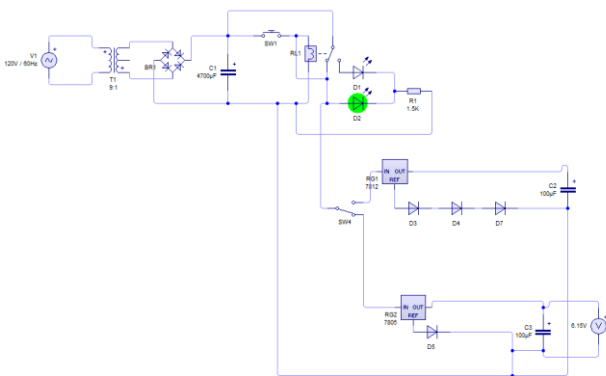 V1
120V / 60Hz
T1
9:1
BR1
C1
4700µF
SW1
RL1
D1
D2
R1
1.5K
IN OUT
REF
RG1
7812
D3
D4
D7
C2
100µF
SW4
IN OUT
REF
RG2
7805
D5
C3
100µF
6.15V
V